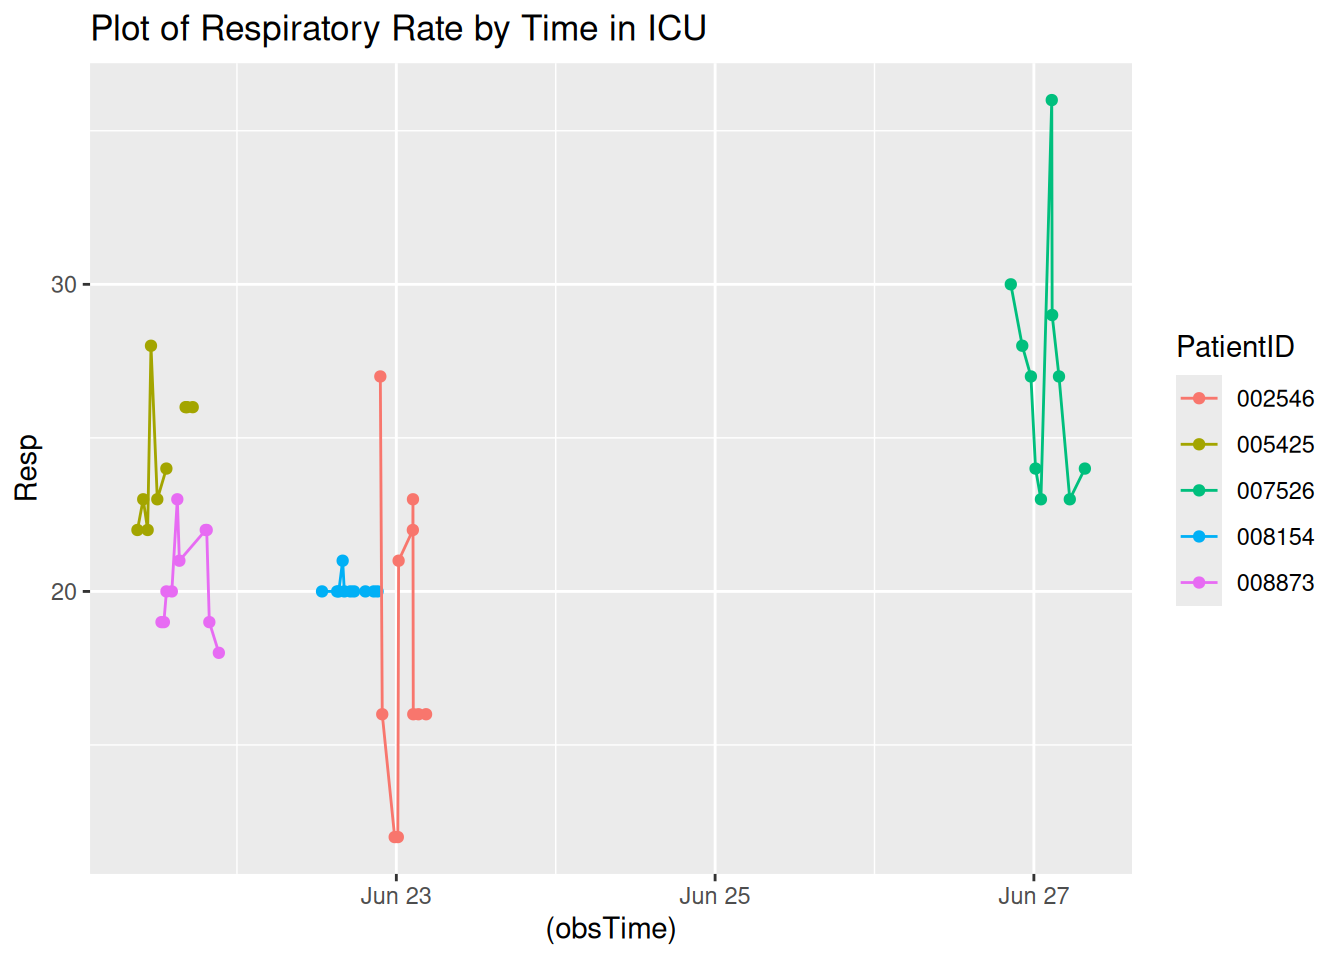 Plot of Respiratory Rate by Time in ICU
Resp
30
20
Jun 23
Jun 25
Jun 27
(obsTime)
PatientID
002546
005425
007526
008154
008873